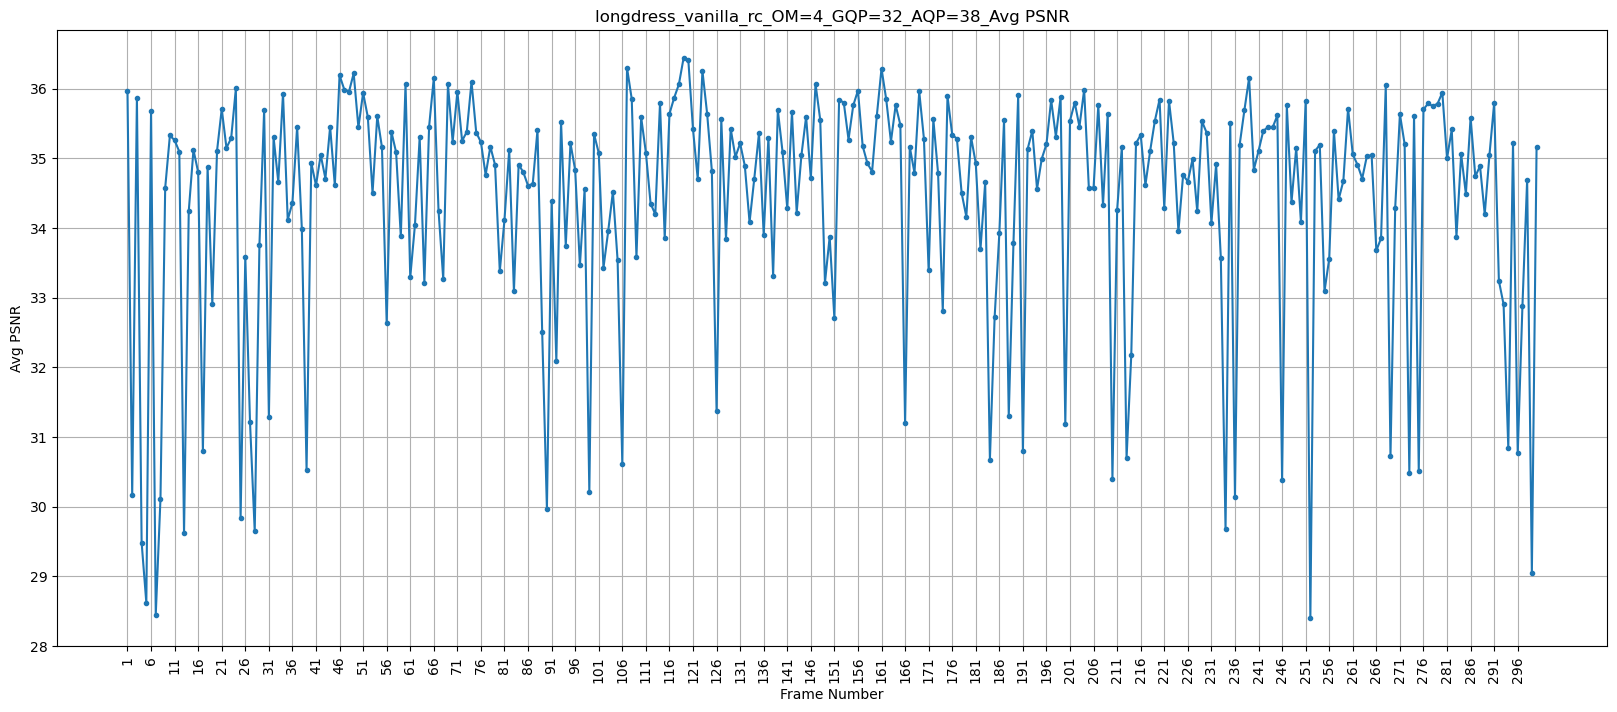 longdress_vanilla_rc_OM=4_GQP=32_AQP=38_Avg PSNR
36
35
34
33
32
31
30
29
28
Avg PSNR
1 6 11 16 21 26 31 36 41 46 51 56 61 66 71 76 81 86 91 96 101 106 111 116 121 126 131 136 141 146 151 156 161 166 171 176 181 186 191 196 201 206 211 216 221 226 231 236 241 246 251 256 261 266 271 276 281 286 291 296
Frame Number